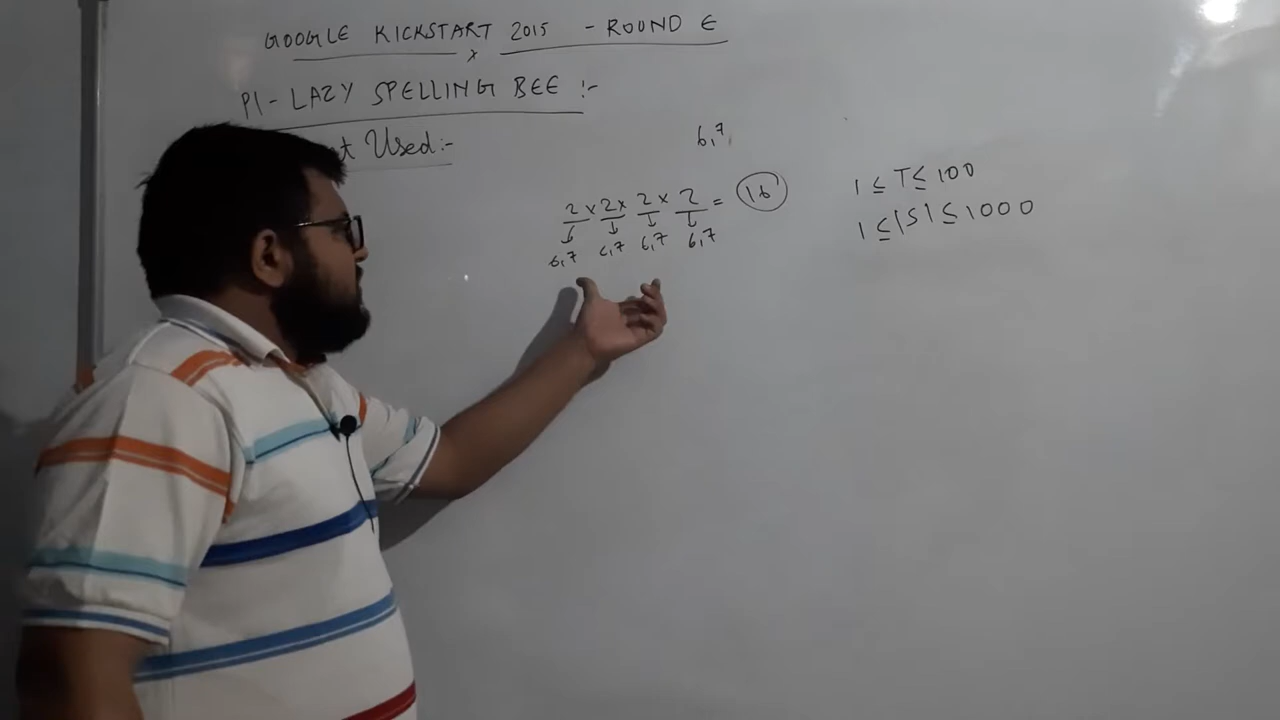 GOOGLE KICKSTART 2015 - ROUND E
x
P1 - LAZY SPELLING BEE :-
Used:-
6,7
2 x 2 x 2 x 2 = 16
6,7 6,7 6,7 6,7
1 ≤ T ≤ 100
1 ≤ |S| ≤ 1000